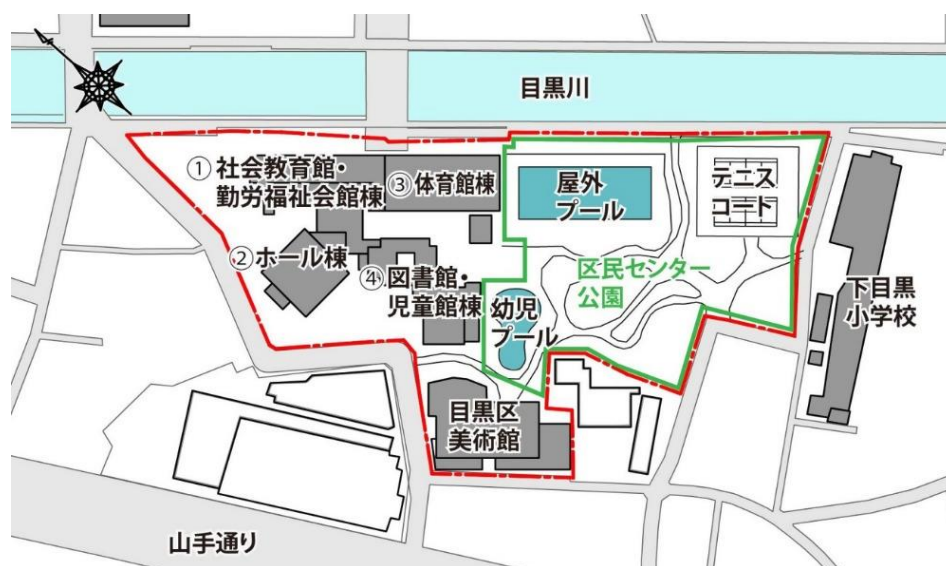 目黒川
① 社会教育館・
勤労福祉会館棟
③ 体育館棟
屋外
プール
テニス
コート
② ホール棟
④ 図書館・
児童館棟
幼児
プール
区民センター
公園
下目黒
小学校
目黒区
美術館
山手通り